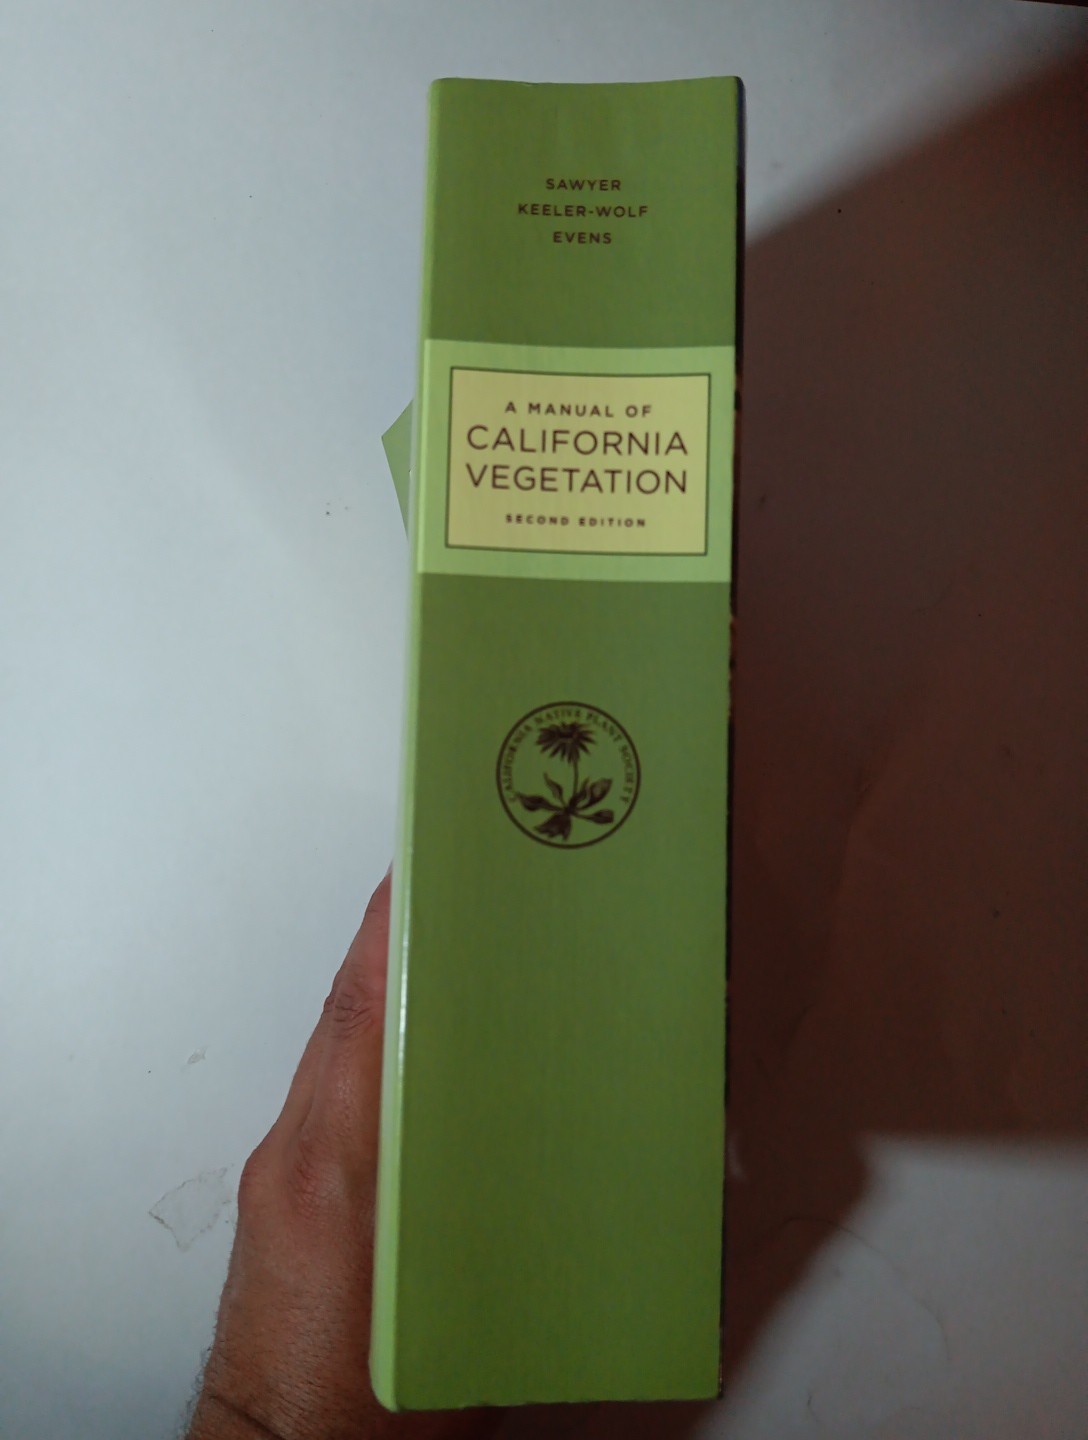 SAWYER
KEELER-WOLF
EVENS
A MANUAL OF
CALIFORNIA
VEGETATION
SECOND EDITION
CALIFORNIA NATIVE PLANT SOCIETY